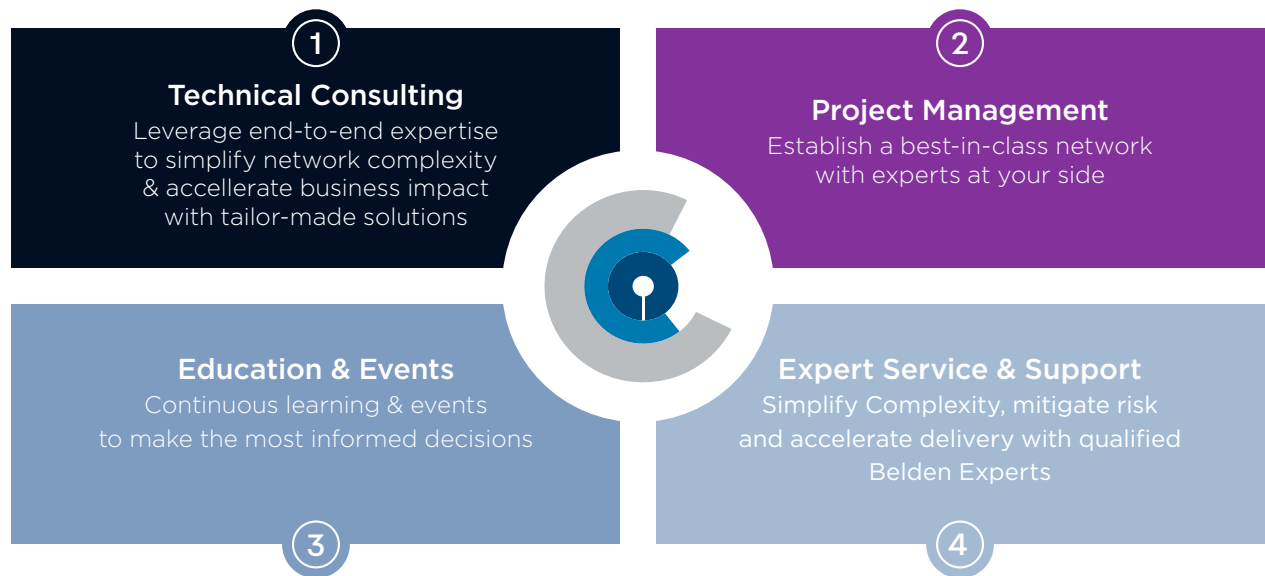 1
Technical Consulting
Leverage end-to-end expertise
to simplify network complexity
& accellerate business impact
with tailor-made solutions
2
Project Management
Establish a best-in-class network
with experts at your side
Education & Events
Continuous learning & events
to make the most informed decisions
3
Expert Service & Support
Simplify Complexity, mitigate risk
and accelerate delivery with qualified
Belden Experts
4